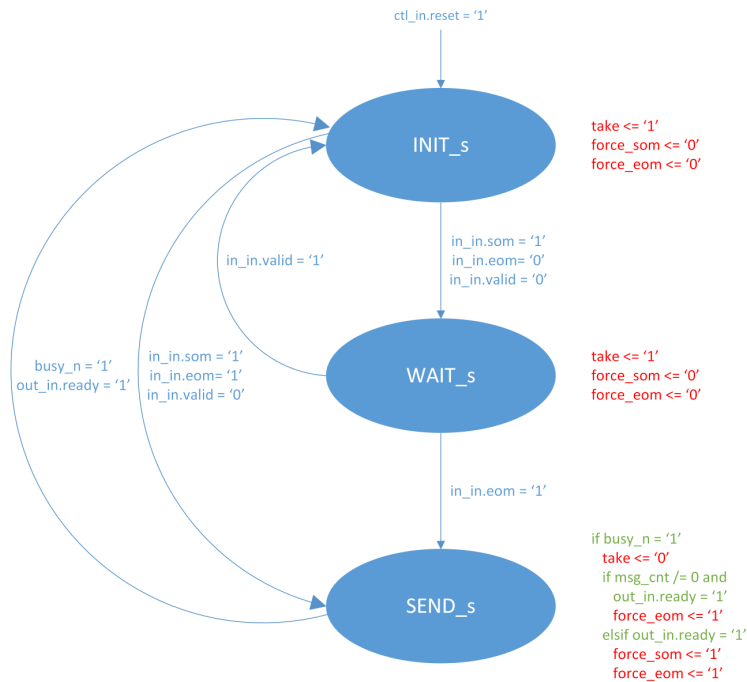 ctl_in.reset = ‘1’
INIT_s
take <= ‘1’
force_som <= ‘0’
force_eom <= ‘0’
in_in.valid = ‘1’
in_in.som = ‘1’
in_in.eom= ‘0’
in_in.valid = ‘0’
busy_n = ‘1’
out_in.ready = ‘1’
in_in.som = ‘1’
in_in.eom= ‘1’
in_in.valid = ‘0’
WAIT_s
take <= ‘1’
force_som <= ‘0’
force_eom <= ‘0’
in_in.eom = ‘1’
SEND_s
if busy_n = ‘1’
take <= ‘0’
if msg_cnt /= 0 and
out_in.ready = ‘1’
force_eom <= ‘1’
elsif out_in.ready = ‘1’
force_som <= ‘1’
force_eom <= ‘1’